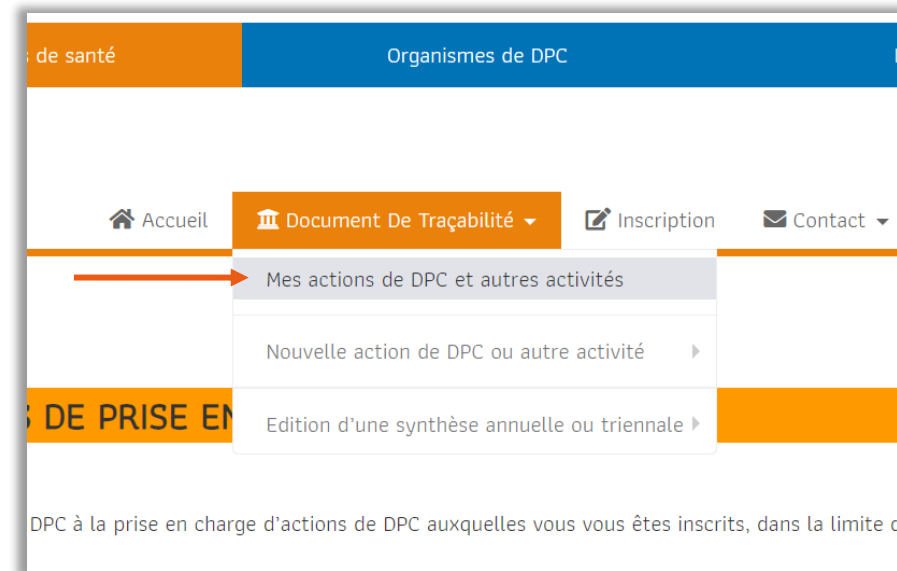 de santé
Organismes de DPC
Accueil
Document De Traçabilité
Inscription
Contact
Mes actions de DPC et autres activités
Nouvelle action de DPC ou autre activité
DE PRISE EN
Edition d'une synthèse annuelle ou triennale
DPC à la prise en charge d'actions de DPC auxquelles vous vous êtes inscrits, dans la limite